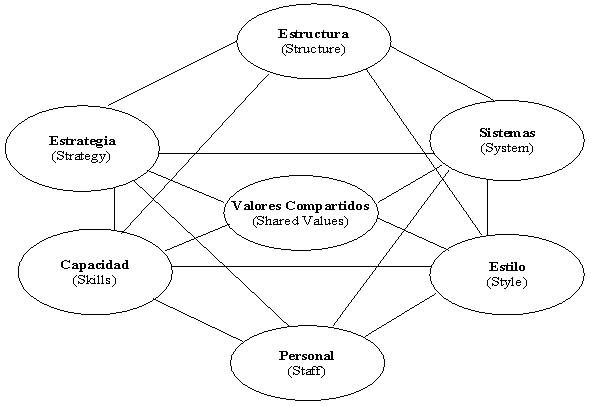 Estructura
(Structure)
Estrategia
(Strategy)
Sistemas
(System)
Valores Compartidos
(Shared Values)
Capacidad
(Skills)
Estilo
(Style)
Personal
(Staff)